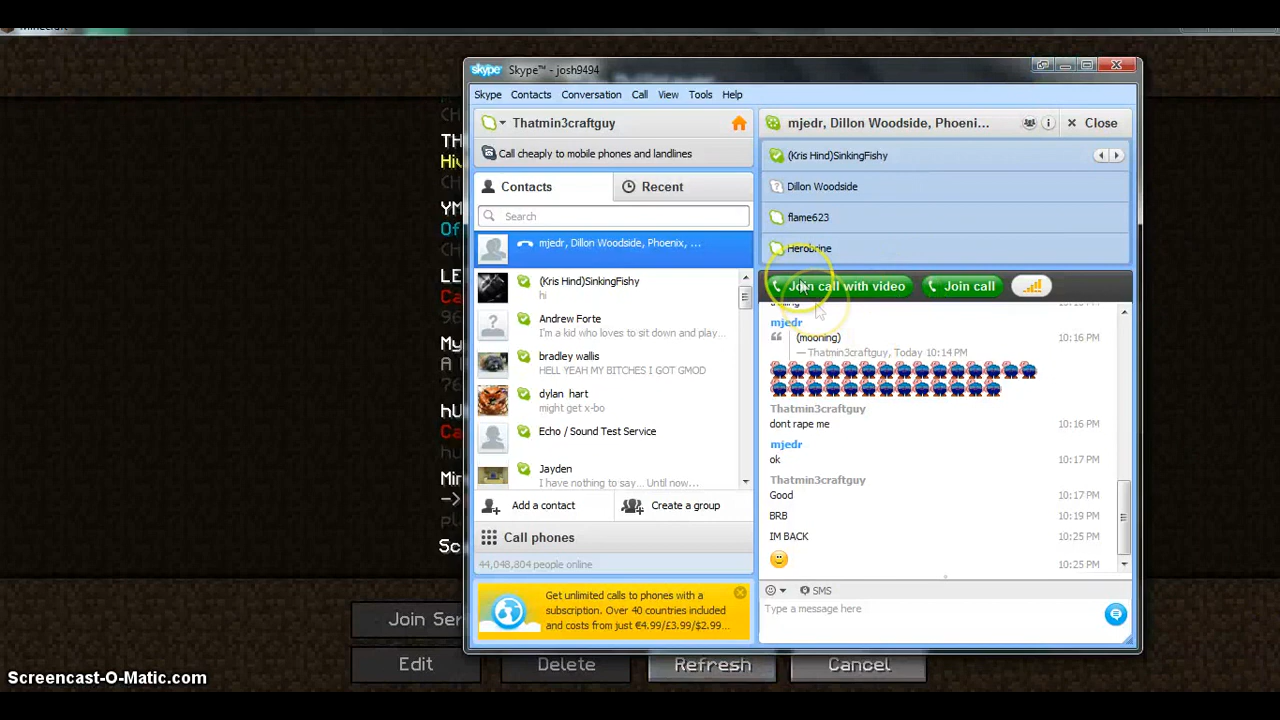 Skype™ - josh9494
Skype Contacts Conversation Call View Tools Help
Thatmin3craftguy
Call cheaply to mobile phones and landlines
Contacts Recent
Search
mjedr, Dillon Woodside, Phoenix, ...
(Kris Hind)SinkingFishy
hi
Andrew Forte
I'm a kid who loves to sit down and play...
bradley wallis
HELL YEAH MY BITCHES I GOT GMOD
dylan hart
might get x-bo
Echo / Sound Test Service
Jayden
I have nothing to say... Until now...
Add a contact Create a group
Call phones
44,048,804 people online
Get unlimited calls to phones with a
subscription. Over 40 countries included
and costs from just €4.99/£3.99/$2.99...
mjedr, Dillon Woodside, Phoeni... Close
(Kris Hind)SinkingFishy
Dillon Woodside
flame623
Herobrine
Join call with video Join call
mjedr
(mooning) 10:16 PM
— Thatmin3craftguy, Today 10:14 PM
Thatmin3craftguy
dont rape me 10:16 PM
mjedr
ok 10:17 PM
Thatmin3craftguy
Good 10:17 PM
BRB 10:19 PM
IM BACK 10:25 PM
10:25 PM
SMS
Type a message here
Join Ser
Edit Delete Refresh Cancel
Screencast-O-Matic.com